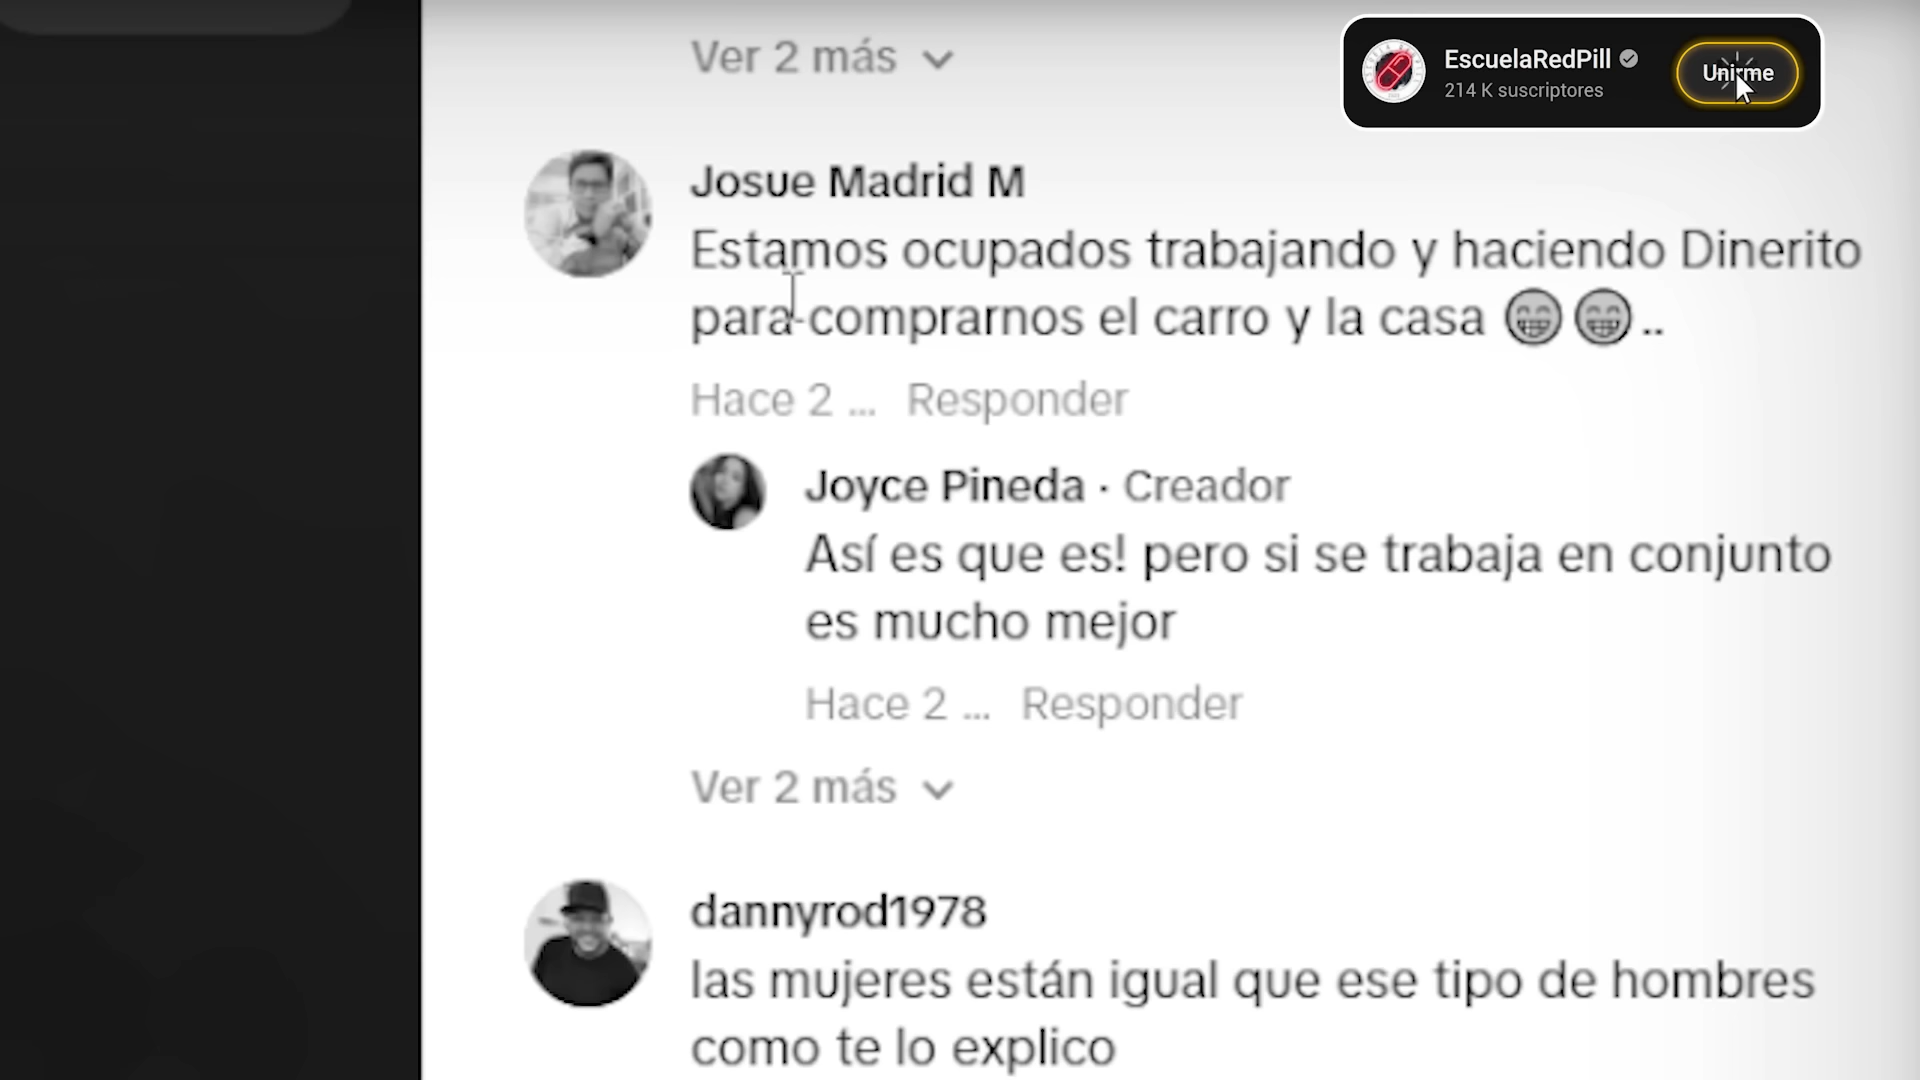 Ver 2 más
EscuelaRedPill
214 K suscriptores
Unirme
Josue Madrid M
Estamos ocupados trabajando y haciendo Dinerito
para comprarnos el carro y la casa 😁😁..
Hace 2 ... Responder
Joyce Pineda · Creador
Así es que es! pero si se trabaja en conjunto
es mucho mejor
Hace 2 ... Responder
Ver 2 más
dannyrod1978
las mujeres están igual que ese tipo de hombres
como te lo explico